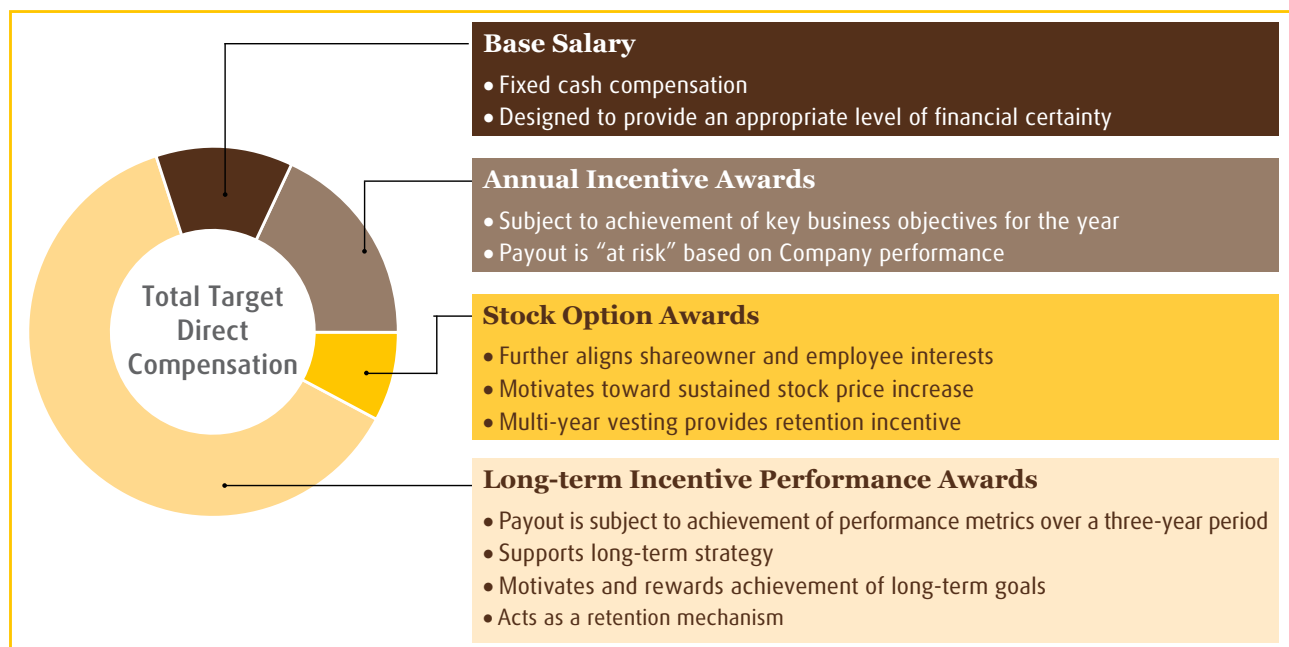 Total Target
Direct
Compensation
Base Salary
• Fixed cash compensation
• Designed to provide an appropriate level of financial certainty
Annual Incentive Awards
• Subject to achievement of key business objectives for the year
• Payout is “at risk” based on Company performance
Stock Option Awards
• Further aligns shareowner and employee interests
• Motivates toward sustained stock price increase
• Multi-year vesting provides retention incentive
Long-term Incentive Performance Awards
• Payout is subject to achievement of performance metrics over a three-year period
• Supports long-term strategy
• Motivates and rewards achievement of long-term goals
• Acts as a retention mechanism